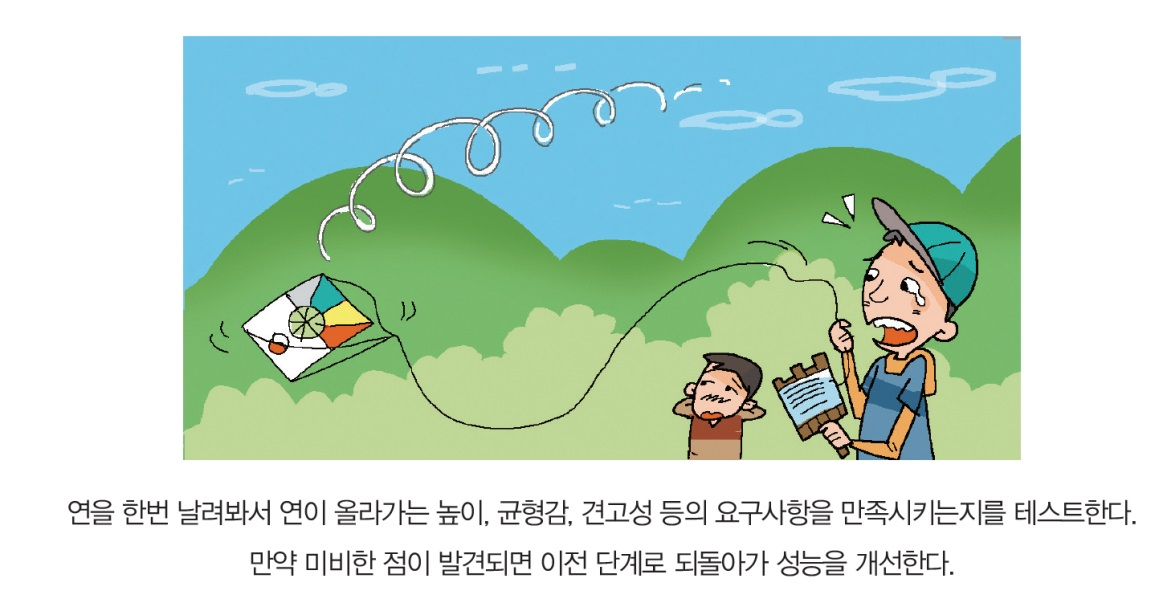 연을 한번 날려봐서 연이 올라가는 높이, 균형감, 견고성 등의 요구사항을 만족시키는지를 테스트한다.
만약 미비한 점이 발견되면 이전 단계로 되돌아가 성능을 개선한다.